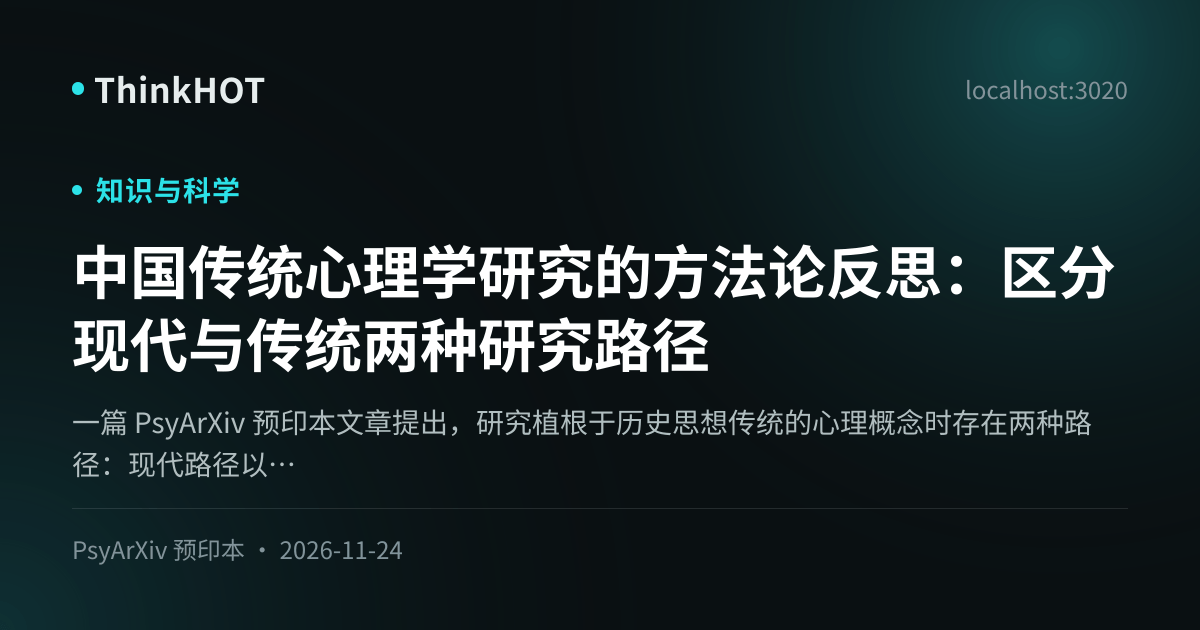 ThinkHOT
localhost:3020
知识与科学
中国传统心理学研究的方法论反思：区分
现代与传统两种研究路径
一篇 PsyArXiv 预印本文章提出，研究植根于历史思想传统的心理概念时存在两种路
径：现代路径以…
PsyArXiv 预印本 · 2026-11-24